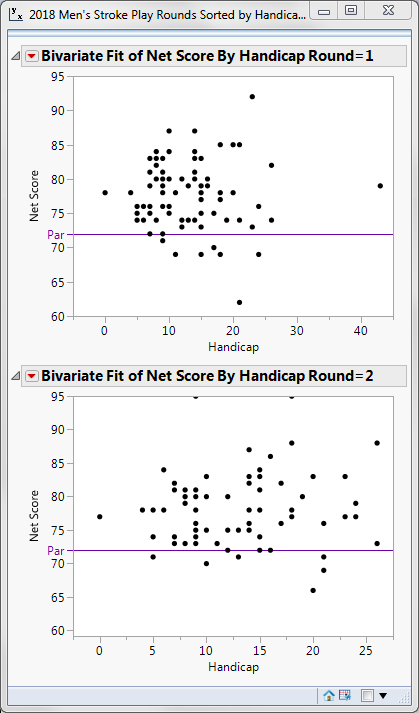 2018 Men's Stroke Play Rounds Sorted by Handica...
Bivariate Fit of Net Score By Handicap Round=1
95
90
85
80
75
Par
70
65
60
Net Score
0 10 20 30 40
Handicap
Bivariate Fit of Net Score By Handicap Round=2
95
90
85
80
75
Par
70
65
60
Net Score
0 5 10 15 20 25
Handicap